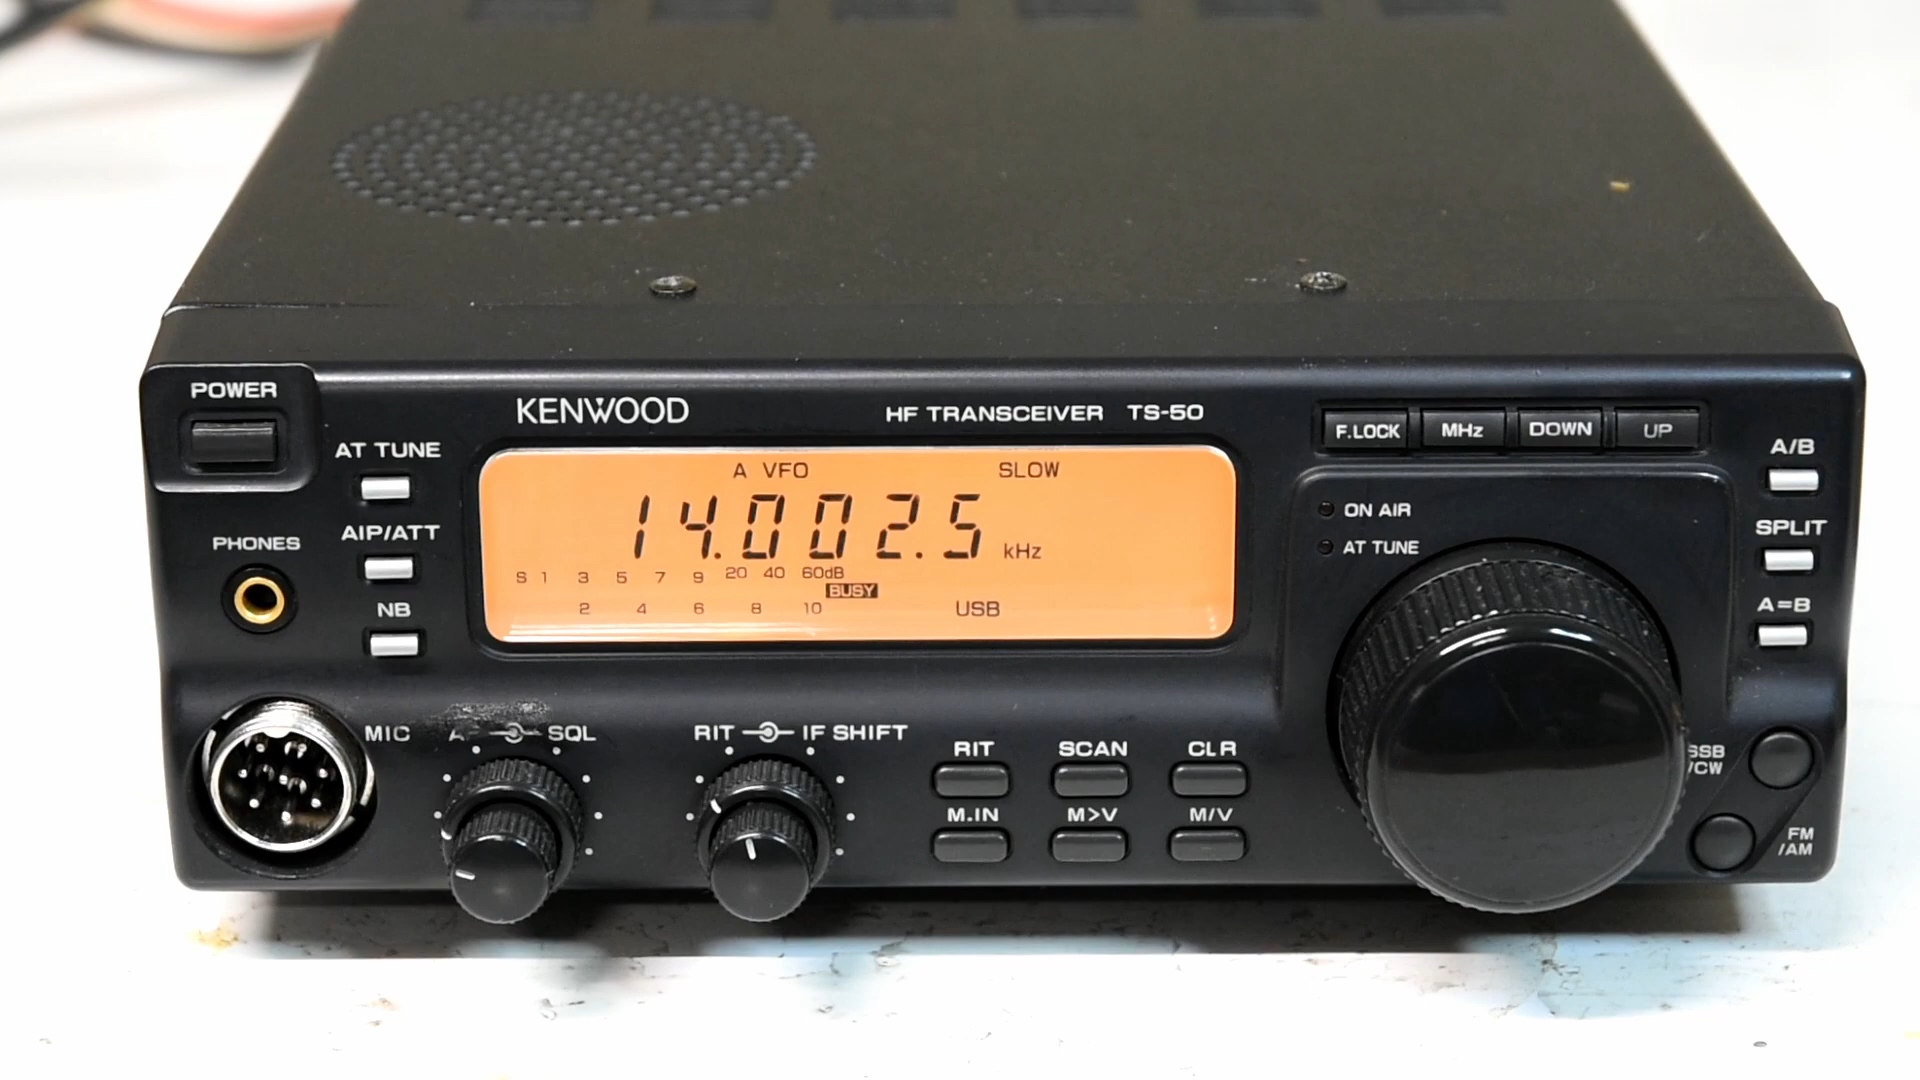 POWER
KENWOOD
HF TRANSCEIVER TS-50
F.LOCK MHz DOWN UP
AT TUNE
A/B
A VFO SLOW
14.002.5 kHz
ON AIR
AT TUNE
SPLIT
AIP/ATT
PHONES
S 1 3 5 7 9 20 40 60dB
BUSY
2 4 6 8 10 USB
NB
A=B
MIC
SQL
RIT IF SHIFT
RIT SCAN CLR
SSB
/CW
M.IN M>V M/V
FM
/AM